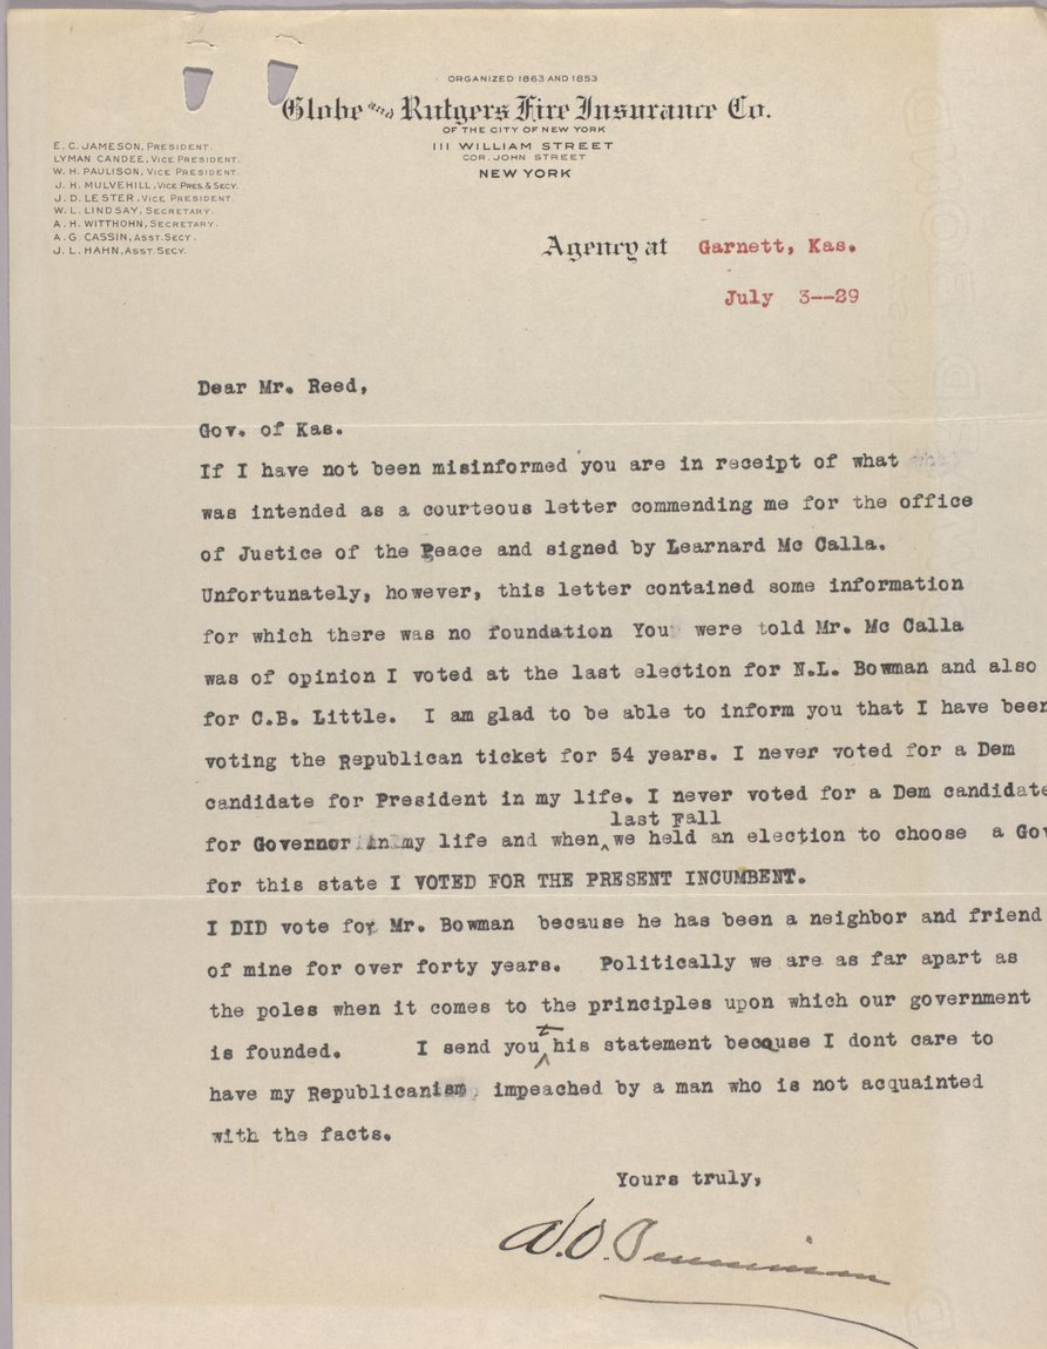 ORGANIZED 1863 AND 1853
Globe and Rutgers Fire Insurance Co.
OF THE CITY OF NEW YORK
111 WILLIAM STREET
COR. JOHN STREET
NEW YORK
E. C. JAMESON, PRESIDENT.
LYMAN CANDEE, VICE PRESIDENT.
W. H. PAULISON, VICE PRESIDENT.
J. H. MULVEHILL, VICE PRES. & SECY.
J. D. LESTER, VICE PRESIDENT.
W. L. LINDSAY, SECRETARY.
A. H. WITTHOHN, SECRETARY.
A. G. CASSIN, ASST. SECY.
J. L. HAHN, ASST. SECY.
Agency at Garnett, Kas.
July 3--29
Dear Mr. Reed,
Gov. of Kas.
If I have not been misinformed you are in receipt of what
was intended as a courteous letter commending me for the office
of Justice of the Peace and signed by Learnard Mc Calla.
Unfortunately, however, this letter contained some information
for which there was no foundation You were told Mr. Mc Calla
was of opinion I voted at the last election for N.L. Bowman and also
for C.B. Little. I am glad to be able to inform you that I have been
voting the Republican ticket for 54 years. I never voted for a Dem
candidate for President in my life. I never voted for a Dem candidate
last Fall
for Governor in my life and when ^ we held an election to choose a Gov
for this state I VOTED FOR THE PRESENT INCUMBENT.
I DID vote for Mr. Bowman because he has been a neighbor and friend
of mine for over forty years. Politically we are as far apart as
the poles when it comes to the principles upon which our government
is founded. I send you this statement because I dont care to
have my Republicanism impeached by a man who is not acquainted
with the facts.
Yours truly,